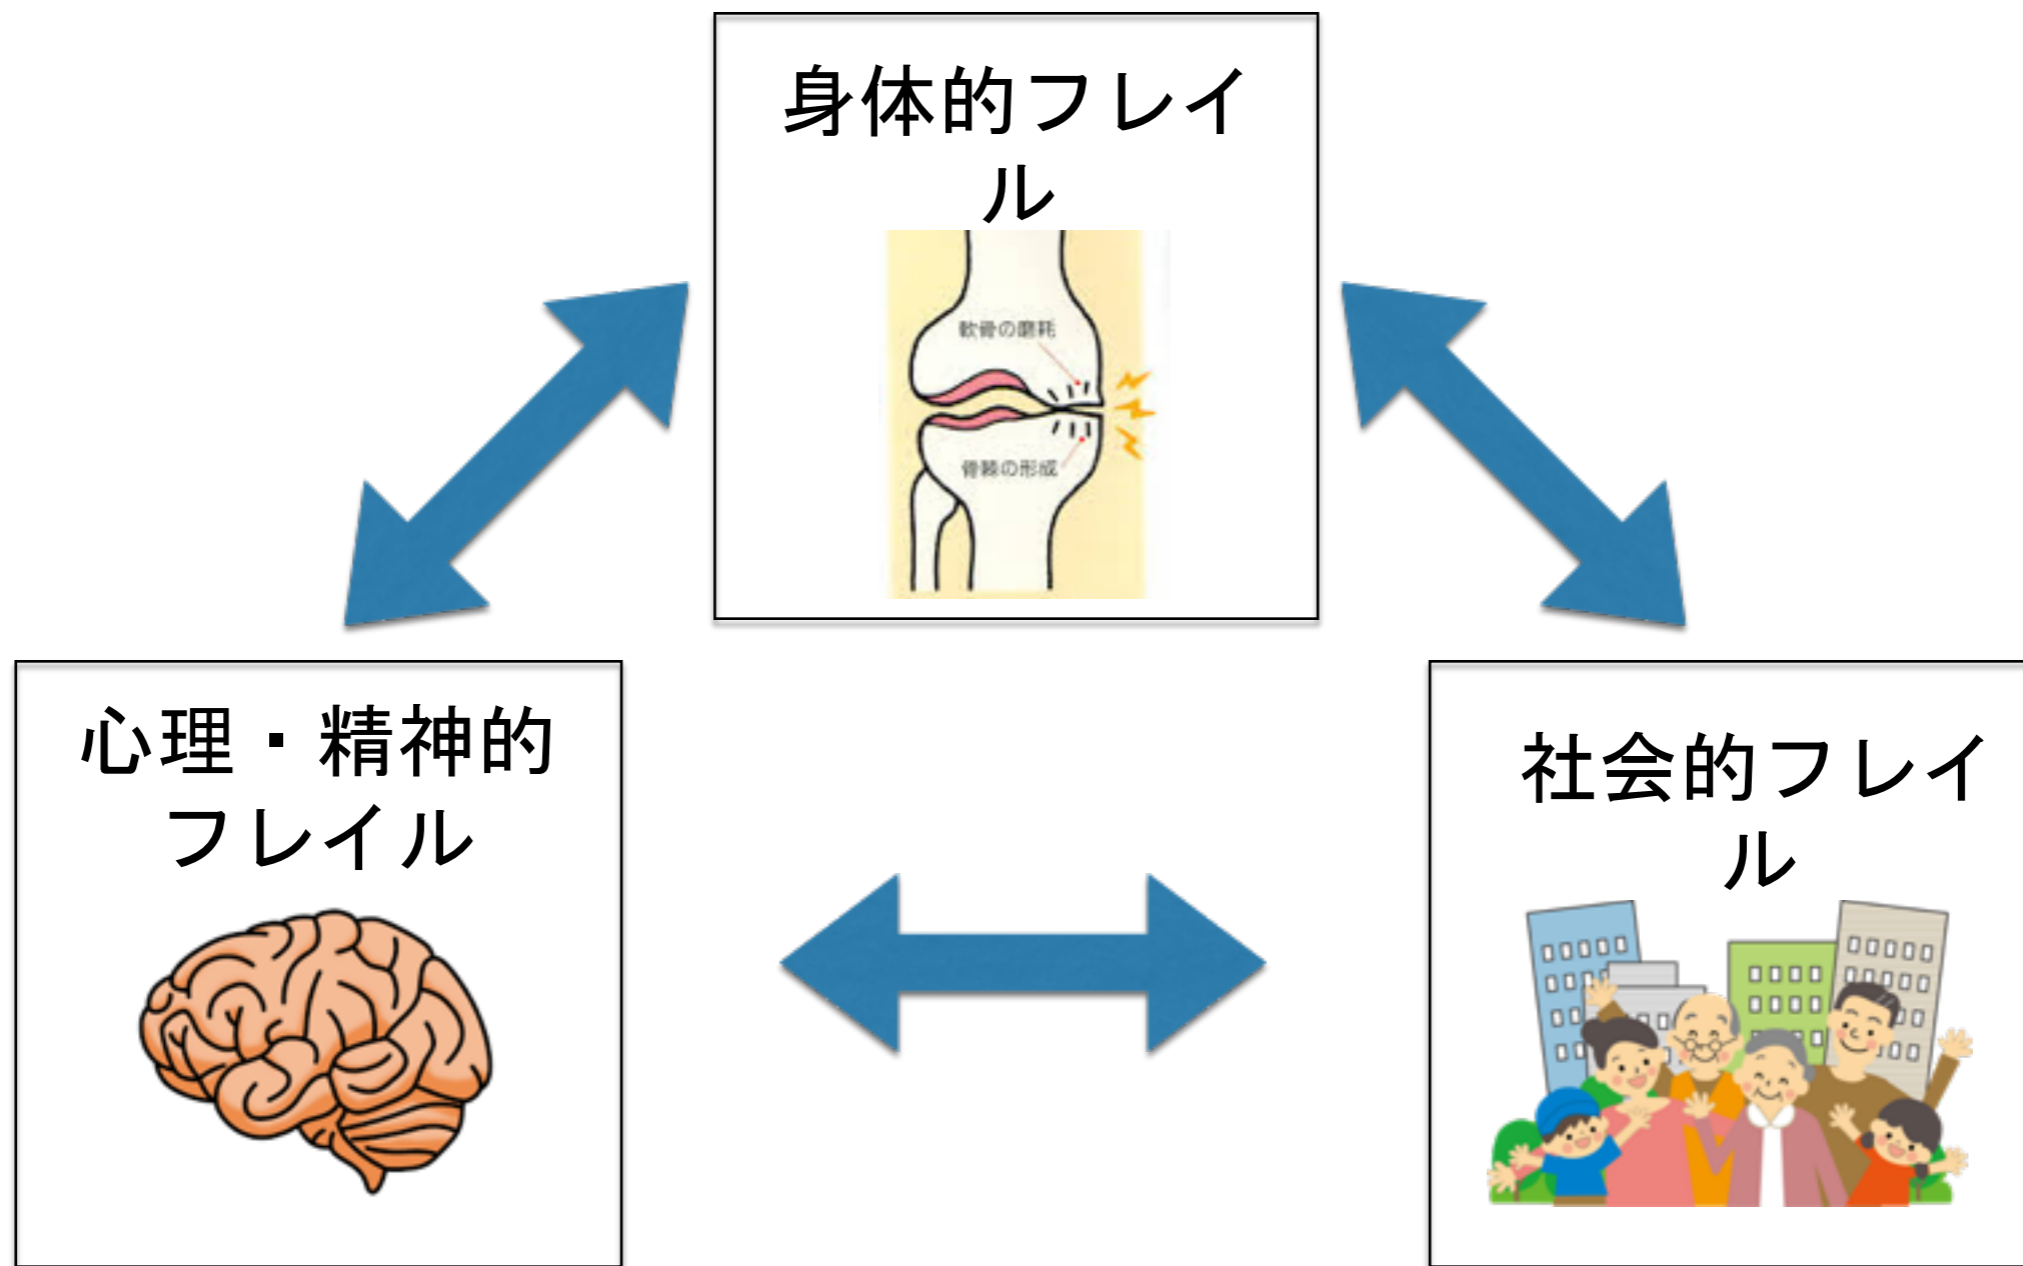 身体的フレイ
ル
軟骨の磨耗
骨棘の形成
心理・精神的
フレイル
社会的フレイ
ル